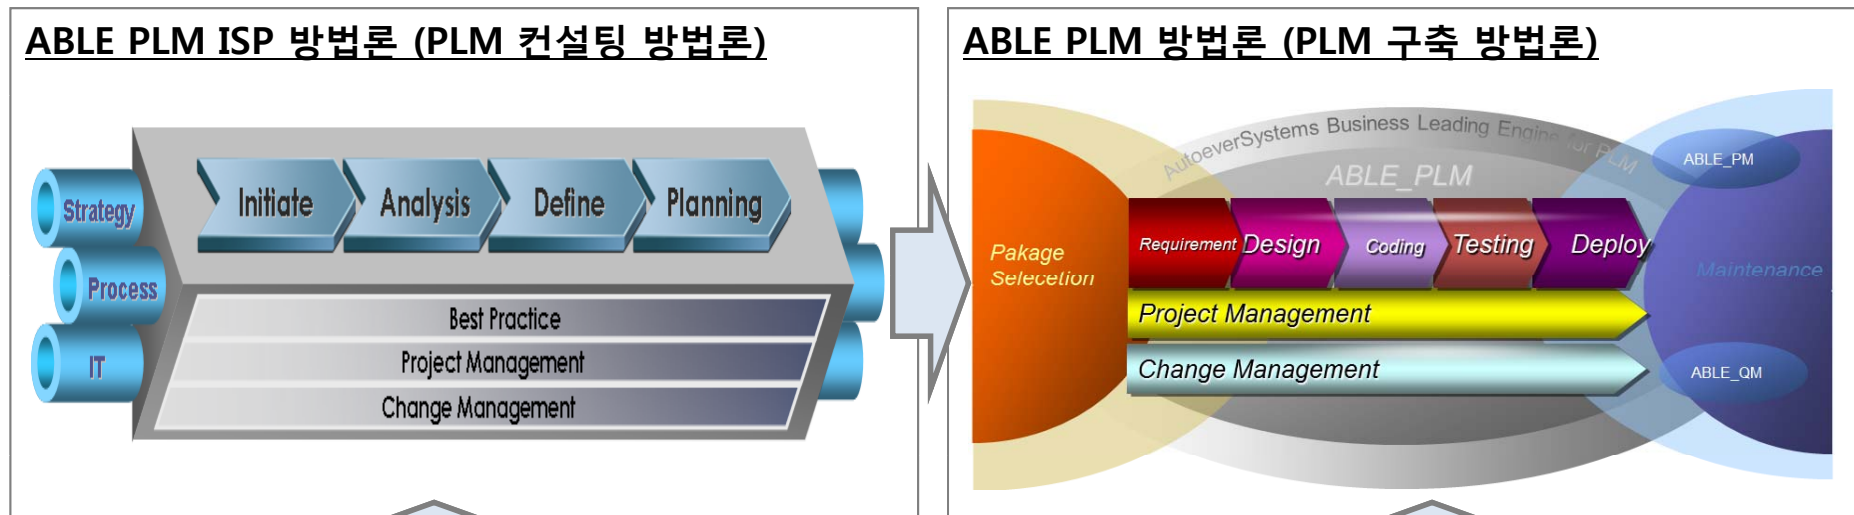 ABLE PLM ISP 방법론 (PLM 컨설팅 방법론)
Strategy
Process
IT
Initiate
Analysis
Define
Planning
Best Practice
Project Management
Change Management
ABLE PLM 방법론 (PLM 구축 방법론)
AutoeverSystems Business Leading Engine for PLM
ABLE_PLM
ABLE_PM
Pakage
Selecetion
Requirement
Design
Coding
Testing
Deploy
Maintenance
Project Management
Change Management
ABLE_QM